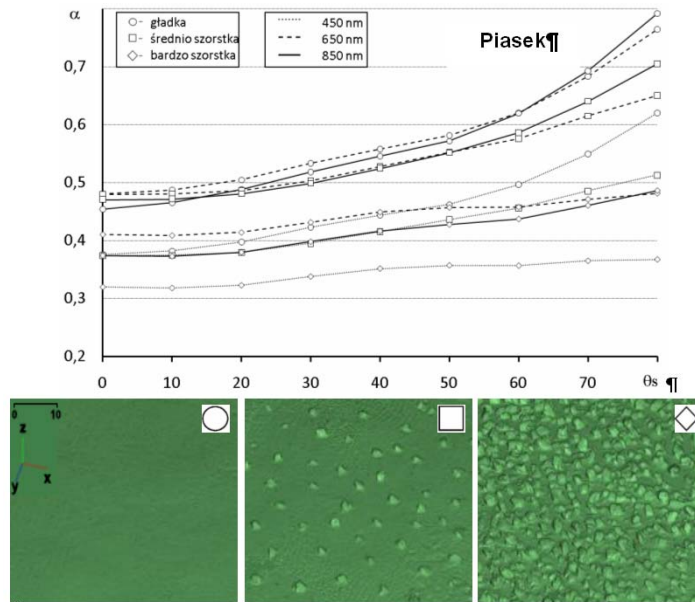 α
gładka
średnio szorstka
bardzo szorstka
450 nm
650 nm
850 nm
Piasek¶
0,7
0,6
0,5
0,4
0,3
0,2
0 10 20 30 40 50 60 70 θs ¶
0 10
z
x
y